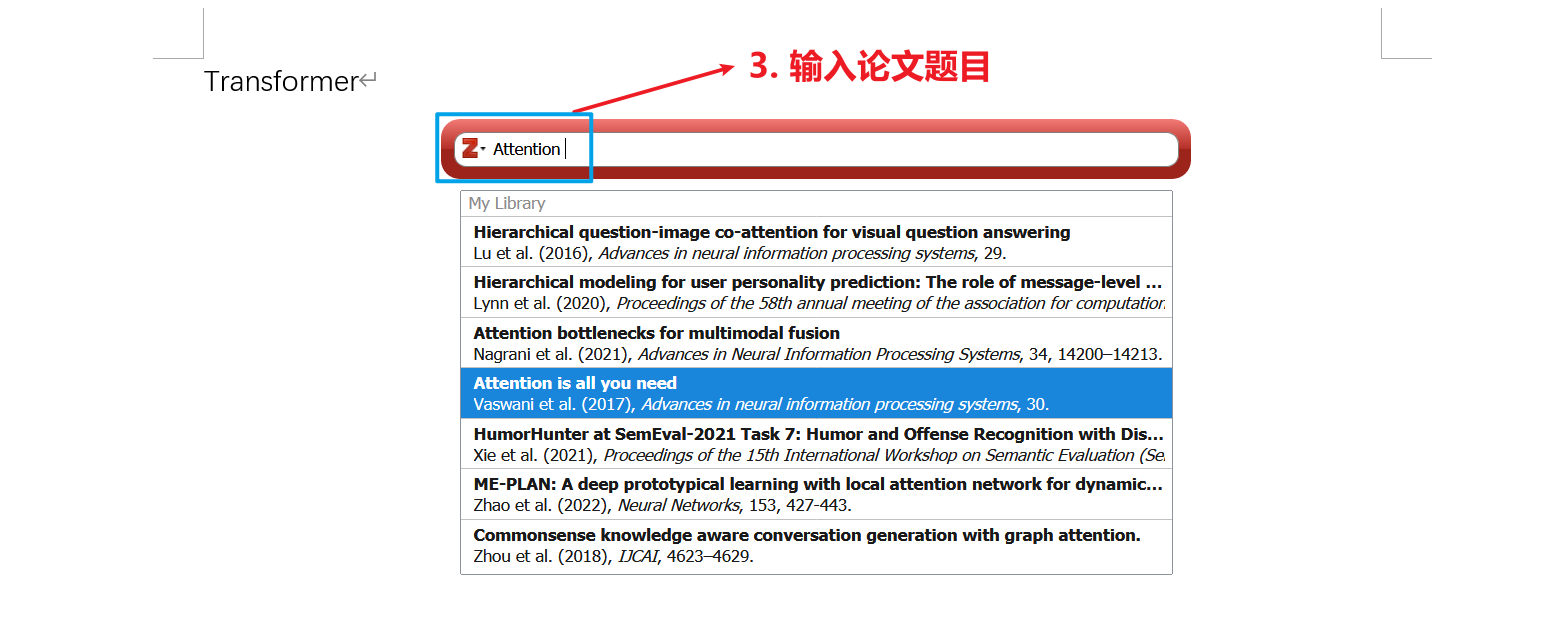 3. 输入论文题目
Transformer↵
Z Attention
My Library
Hierarchical question-image co-attention for visual question answering
Lu et al. (2016), Advances in neural information processing systems, 29.
Hierarchical modeling for user personality prediction: The role of message-level ...
Lynn et al. (2020), Proceedings of the 58th annual meeting of the association for computation
Attention bottlenecks for multimodal fusion
Nagrani et al. (2021), Advances in Neural Information Processing Systems, 34, 14200–14213.
Attention is all you need
Vaswani et al. (2017), Advances in neural information processing systems, 30.
HumorHunter at SemEval-2021 Task 7: Humor and Offense Recognition with Dis...
Xie et al. (2021), Proceedings of the 15th International Workshop on Semantic Evaluation (Se
ME-PLAN: A deep prototypical learning with local attention network for dynamic...
Zhao et al. (2022), Neural Networks, 153, 427-443.
Commonsense knowledge aware conversation generation with graph attention.
Zhou et al. (2018), IJCAI, 4623–4629.